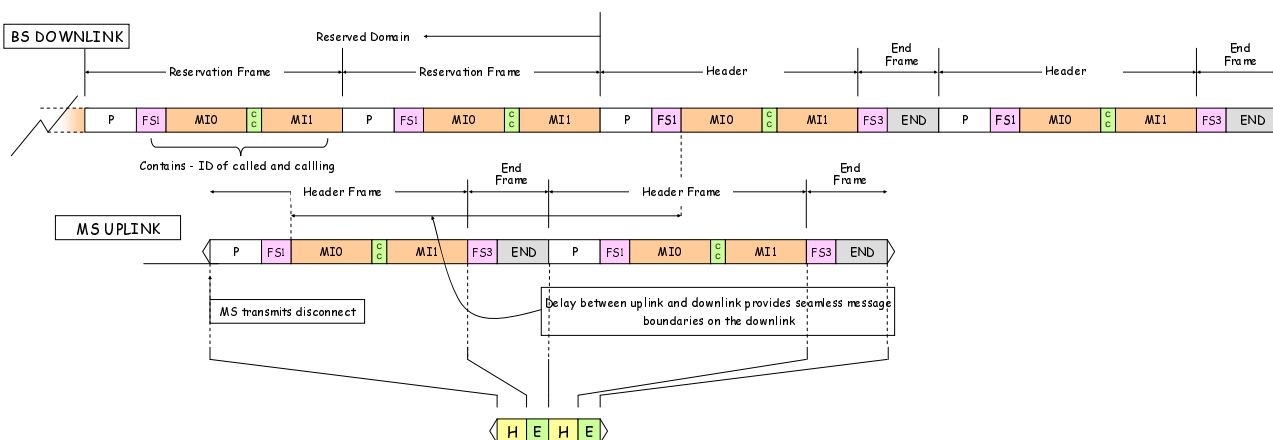 BS DOWNLINK
Reserved Domain
End
Frame
End
Frame
Reservation Frame
Reservation Frame
Header
Header
P FS1 MI0 CC MI1 P FS1 MI0 CC MI1 P FS1 MI0 CC MI1 FS3 END P FS1 MI0 CC MI1 FS3 END
Contains - ID of called and callling
End
Frame
End
Frame
Header Frame
Header Frame
MS UPLINK
P FS1 MI0 CC MI1 FS3 END P FS1 MI0 CC MI1 FS3 END
MS transmits disconnect
Delay between uplink and downlink provides seamless message
boundaries on the downlink
H E H E